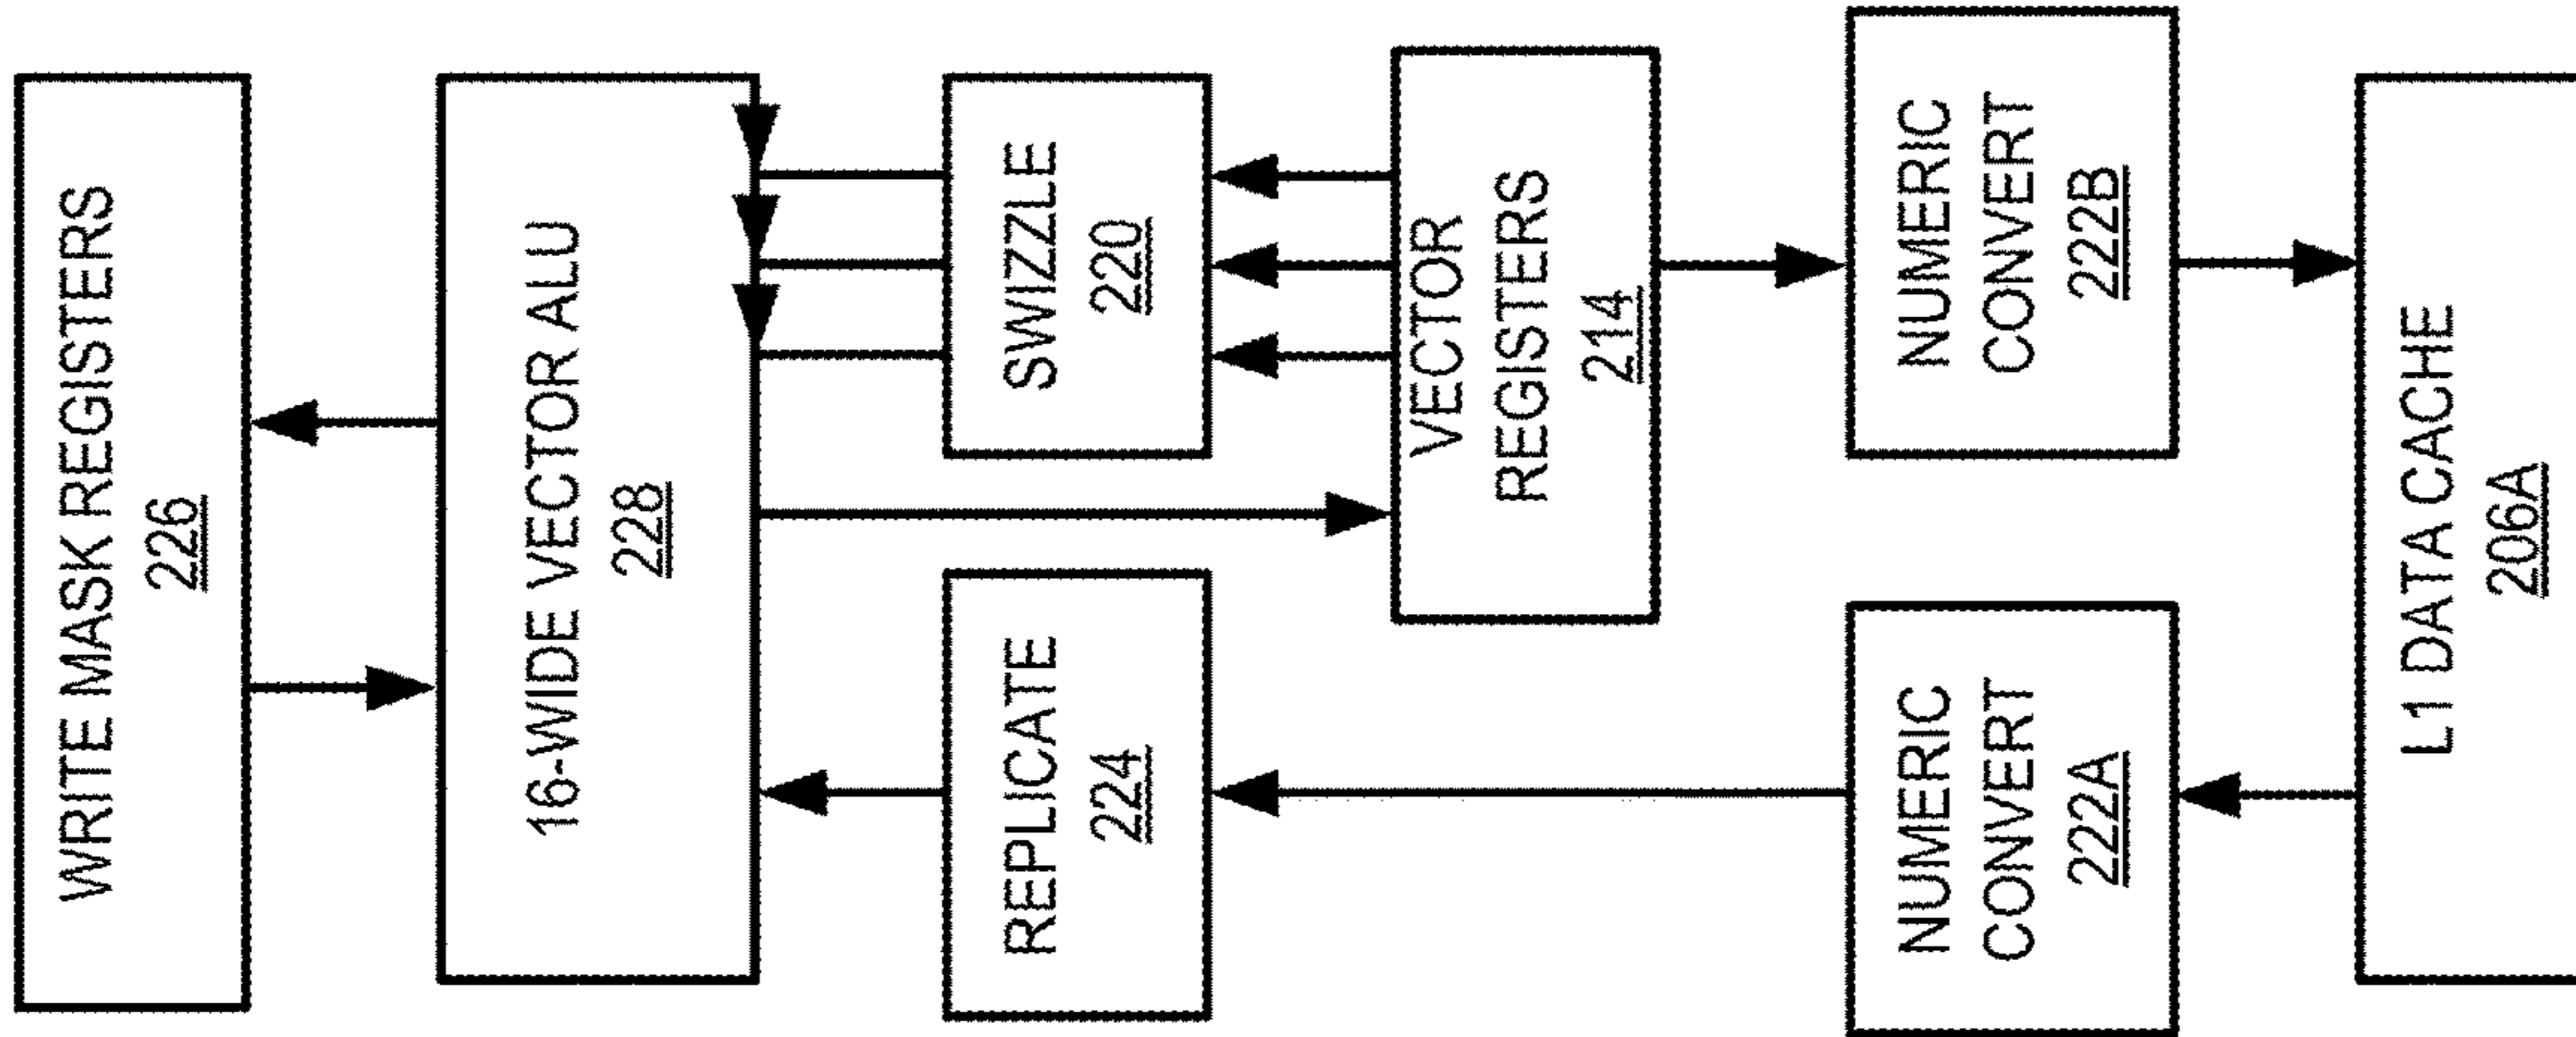 WRITE MASK REGISTERS
226
16-WIDE VECTOR ALU
228
REPLICATE
224
SWIZZLE
220
VECTOR
REGISTERS
214
NUMERIC
CONVERT
222A
NUMERIC
CONVERT
222B
L1 DATA CACHE
206A